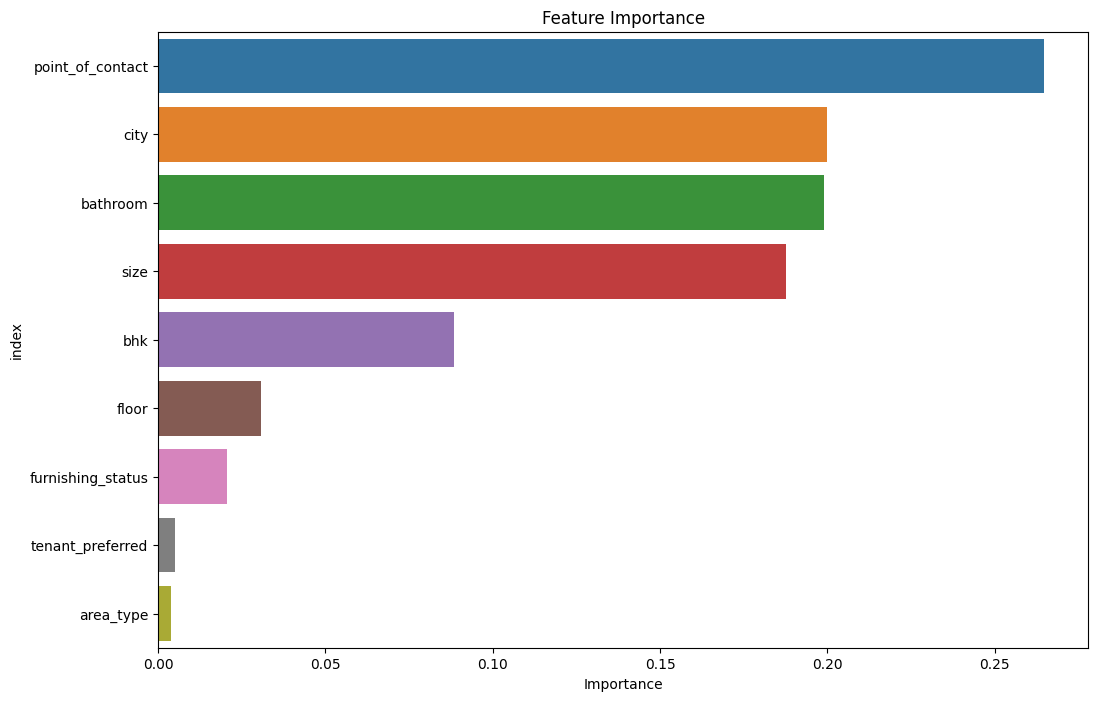 Feature Importance
point_of_contact
city
bathroom
size
bhk
floor
furnishing_status
tenant_preferred
area_type
index
0.00 0.05 0.10 0.15 0.20 0.25
Importance